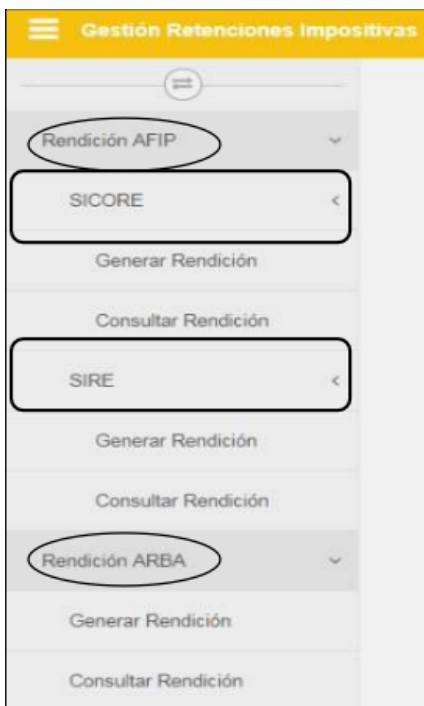 Gestión Retenciones Impositivas
Rendición AFIP
SICORE
Generar Rendición
Consultar Rendición
SIRE
Generar Rendición
Consultar Rendición
Rendición ARBA
Generar Rendición
Consultar Rendición